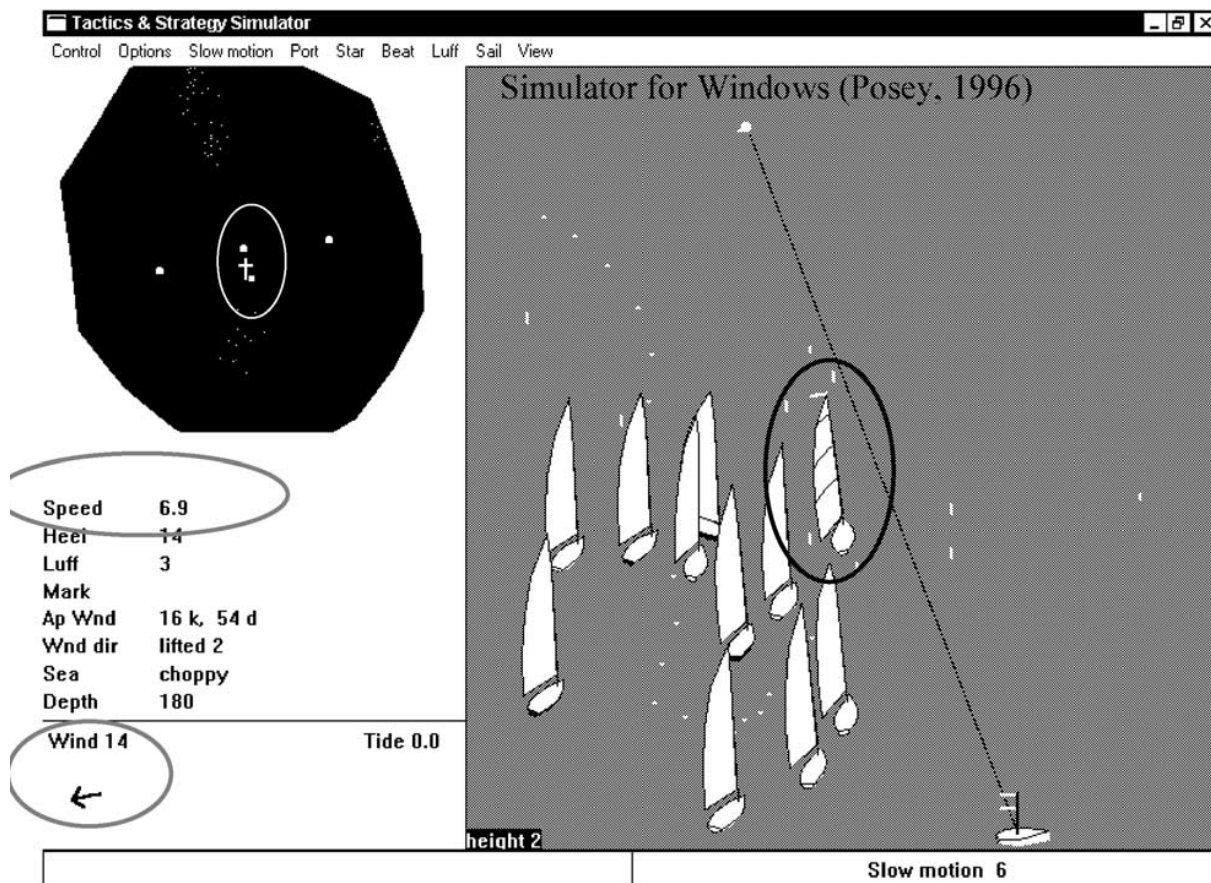 Tactics & Strategy Simulator
Control Options Slow motion Port Star Beat Luff Sail View
Simulator for Windows (Posey, 1996)
Speed 6.9
Heel 14
Luff 3
Mark
Ap Wnd 16 k, 54 d
Wnd dir lifted 2
Sea choppy
Depth 180
Wind 14 Tide 0.0
height 2
Slow motion 6